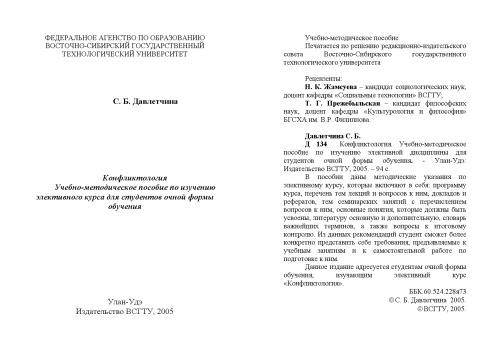 ФЕДЕРАЛЬНОЕ АГЕНСТВО ПО ОБРАЗОВАНИЮ
ВОСТОЧНО-СИБИРСКИЙ ГОСУДАРСТВЕННЫЙ
ТЕХНОЛОГИЧЕСКИЙ УНИВЕРСИТЕТ
С. Б. Давлетчина
Конфликтология
Учебно-методическое пособие по изучению
элективного курса для студентов очной формы
обучения
Улан-Удэ
Издательство ВСГТУ, 2005
Учебно-методическое пособие
Печатается по решению редакционно-издательского
совета Восточно-Сибирского государственного
технологического университета
Рецензенты:
Н. К. Жамсуева – кандидат социологических наук,
доцент кафедры «Социальные технологии» ВСГТУ;
Т. Г. Прежебыльская – кандидат философских
наук, доцент кафедры «Культурология и философия»
БГСХА им. В.Р. Филиппова.
Давлетчина С. Б.
Д 134 Конфликтология. Учебно-методическое
пособие по изучению элективной дисциплины для
студентов очной формы обучения. - Улан-Удэ:
Издательство ВСГТУ, 2005. – 94 с.
В пособии даны методические указания по
элективному курсу, которые включают в себя: программу
курса, перечень тем лекций и вопросов к ним, докладов и
рефератов, тем семинарских занятий с перечислением
вопросов к ним, основные понятия, которые должны быть
усвоены, литературу основную и дополнительную, словарь
важнейших терминов, а также вопросы к итоговому
контролю. Из данных рекомендаций студент сможет более
конкретно представить себе требования, предъявляемые к
учебным занятиям и к самостоятельной работе по
подготовке к ним.
Данное издание адресуется студентам очной формы
обучения, изучающим элективный курс
«Конфликтология».
ББК 60.524.228я73
© С. Б. Давлетчина 2005.
© ВСГТУ, 2005.